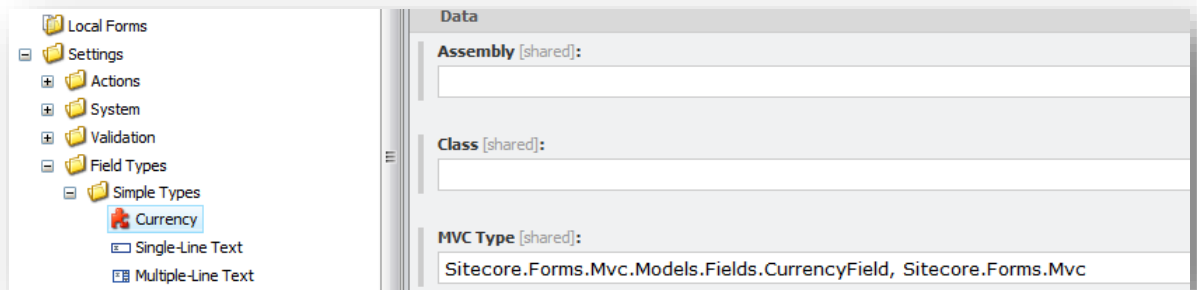 Local Forms
Settings
Actions
System
Validation
Field Types
Simple Types
Currency
Single-Line Text
Multiple-Line Text
Data
Assembly [shared]:
Class [shared]:
MVC Type [shared]:
Sitecore.Forms.Mvc.Models.Fields.CurrencyField, Sitecore.Forms.Mvc